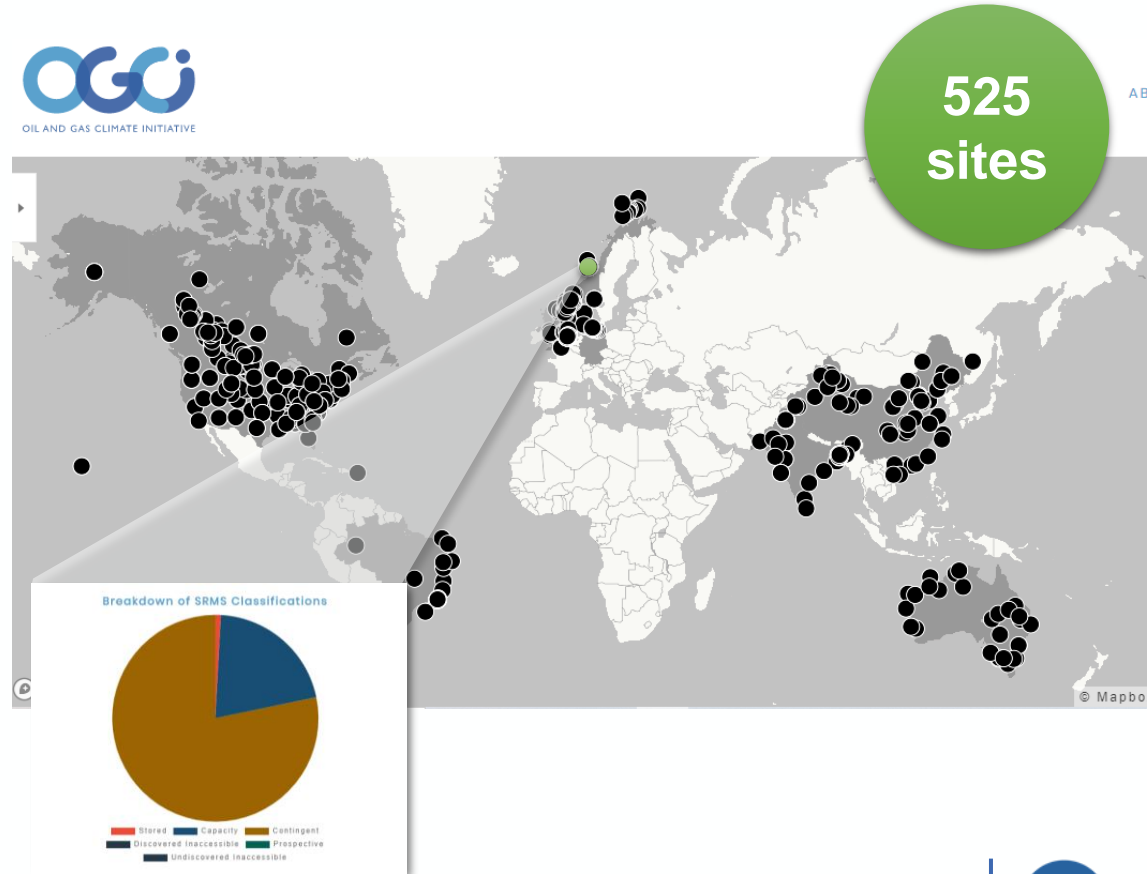 OGCi
OIL AND GAS CLIMATE INITIATIVE
525
sites
AB
© Mapbo
Breakdown of SRMS Classifications
Stored Capacity Contingent
Discovered Inaccessible Prospective
Undiscovered Inaccessible